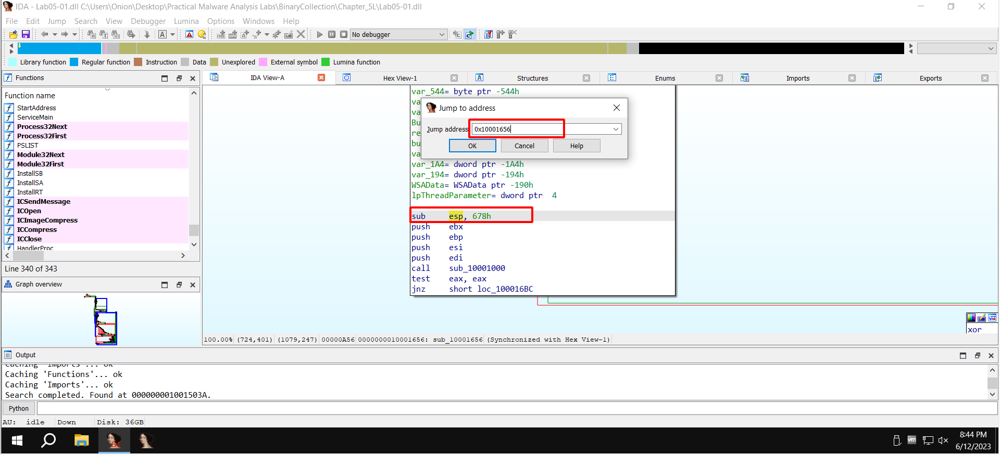 IDA - Lab05-01.dll C:\Users\Onion\Desktop\Practical Malware Analysis Labs\BinaryCollection\Chapter_5L\Lab05-01.dll
File Edit Jump Search View Debugger Lumina Options Windows Help
No debugger
Library function Regular function Instruction Data Unexplored External symbol Lumina function
Functions
IDA View-A Hex View-1 Structures Enums Imports Exports
Function name
StartAddress
ServiceMain
Process32Next
Process32First
PSLIST
Module32Next
Module32First
InstallSB
InstallSA
InstallRT
ICSendMessage
ICOpen
ICImageCompress
ICCompress
ICClose
HandlerProc
Line 340 of 343
Graph overview
var_544= byte ptr -544h
va
va
Bu
re
bu
va
Jump to address
Jump address 0x10001656
OK Cancel Help
var_1A4= dword ptr -1A4h
var_194= dword ptr -194h
WSAData= WSAData ptr -190h
lpThreadParameter= dword ptr 4
sub esp, 678h
push ebx
push ebp
push esi
push edi
call sub_10001000
test eax, eax
jnz short loc_100016BC
xor
100.00% (724,401) (1079,247) 00000A56 0000000010001656: sub_10001656 (Synchronized with Hex View-1)
Output
Caching 'Imports'... ok
Caching 'Functions'... ok
Caching 'Imports'... ok
Search completed. Found at 000000001001503A.
Python
AU: idle Down Disk: 36GB
64
vm
8:44 PM
6/12/2023